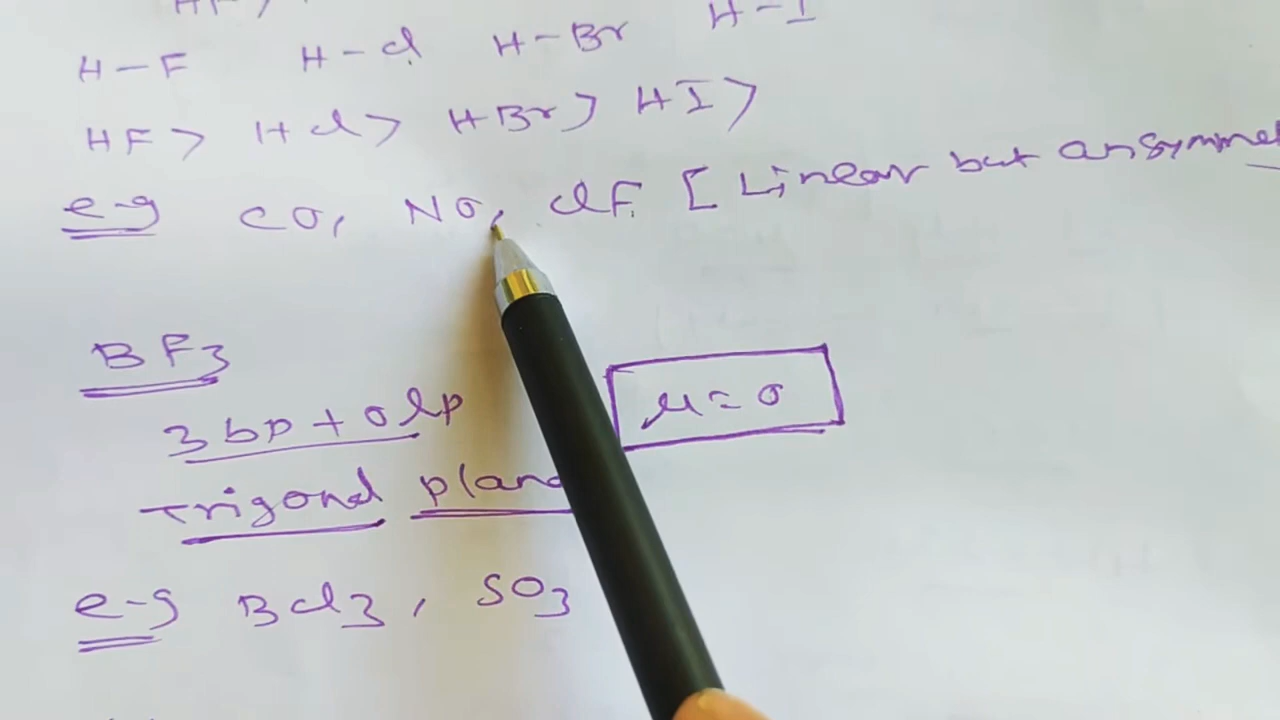 H-F H-Cl H-Br H-I
HF > HCl > HBr > HI >
e-g CO, NO, ClF [Linear but
BF3
3bp + 0lp
μ = 0
Trigonal
e-g BCl3, SO3